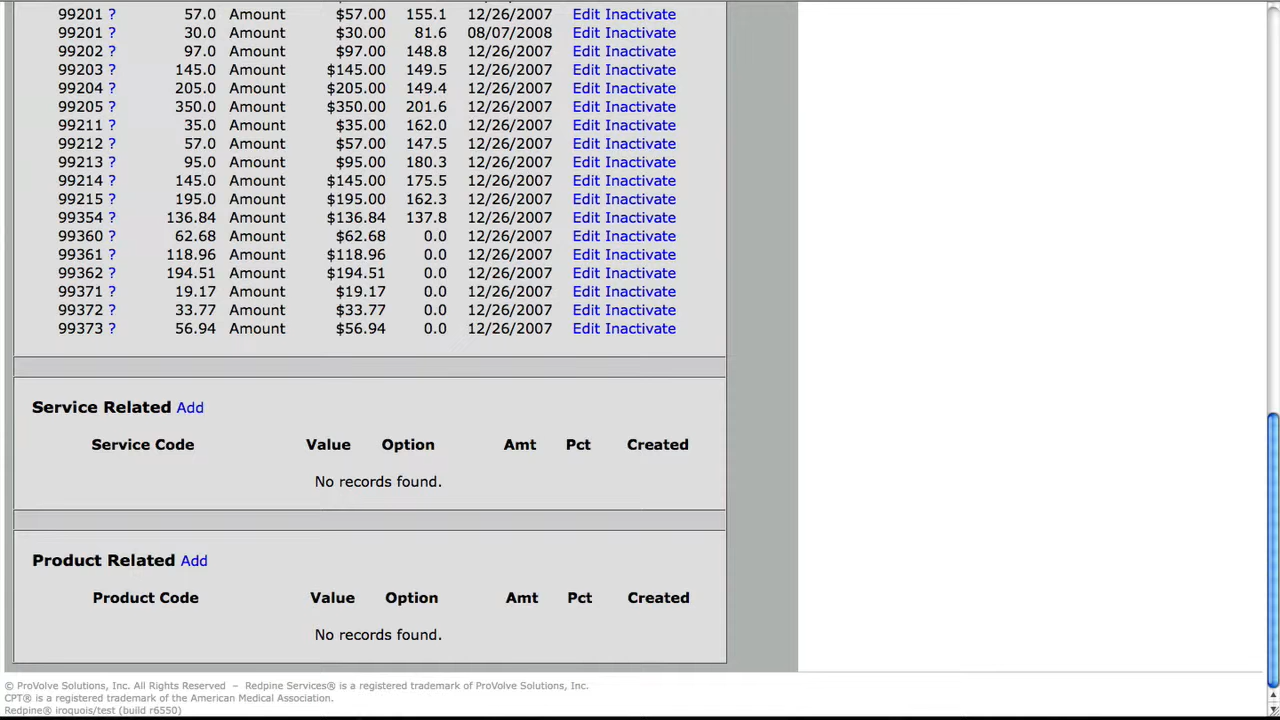 99201 ? 57.0 Amount $57.00 155.1 12/26/2007 Edit Inactivate
99201 ? 30.0 Amount $30.00 81.6 08/07/2008 Edit Inactivate
99202 ? 97.0 Amount $97.00 148.8 12/26/2007 Edit Inactivate
99203 ? 145.0 Amount $145.00 149.5 12/26/2007 Edit Inactivate
99204 ? 205.0 Amount $205.00 149.4 12/26/2007 Edit Inactivate
99205 ? 350.0 Amount $350.00 201.6 12/26/2007 Edit Inactivate
99211 ? 35.0 Amount $35.00 162.0 12/26/2007 Edit Inactivate
99212 ? 57.0 Amount $57.00 147.5 12/26/2007 Edit Inactivate
99213 ? 95.0 Amount $95.00 180.3 12/26/2007 Edit Inactivate
99214 ? 145.0 Amount $145.00 175.5 12/26/2007 Edit Inactivate
99215 ? 195.0 Amount $195.00 162.3 12/26/2007 Edit Inactivate
99354 ? 136.84 Amount $136.84 137.8 12/26/2007 Edit Inactivate
99360 ? 62.68 Amount $62.68 0.0 12/26/2007 Edit Inactivate
99361 ? 118.96 Amount $118.96 0.0 12/26/2007 Edit Inactivate
99362 ? 194.51 Amount $194.51 0.0 12/26/2007 Edit Inactivate
99371 ? 19.17 Amount $19.17 0.0 12/26/2007 Edit Inactivate
99372 ? 33.77 Amount $33.77 0.0 12/26/2007 Edit Inactivate
99373 ? 56.94 Amount $56.94 0.0 12/26/2007 Edit Inactivate
Service Related Add
Service Code Value Option Amt Pct Created
No records found.
Product Related Add
Product Code Value Option Amt Pct Created
No records found.
© ProVolve Solutions, Inc. All Rights Reserved – Redpine Services® is a registered trademark of ProVolve Solutions, Inc.
CPT® is a registered trademark of the American Medical Association.
Redpine® iroquois/test (build r6550)